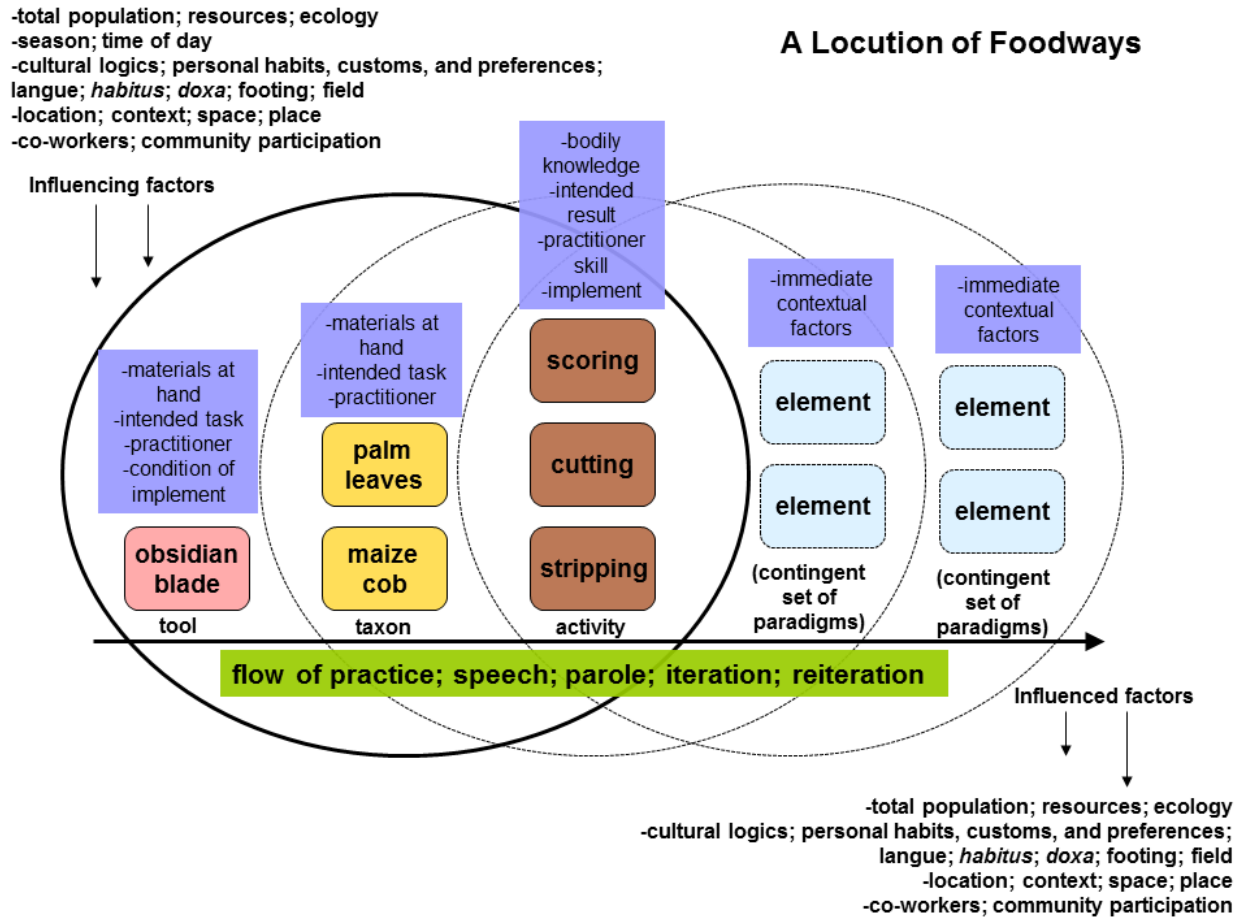 -total population; resources; ecology
-season; time of day
-cultural logics; personal habits, customs, and preferences;
langue; habitus; doxa; footing; field
-location; context; space; place
-co-workers; community participation
A Locution of Foodways
Influencing factors
-materials at
hand
-intended task
-practitioner
-condition of
implement
obsidian
blade
tool
-materials at
hand
-intended task
-practitioner
palm
leaves
maize
cob
taxon
-bodily
knowledge
-intended
result
-practitioner
skill
-implement
scoring
cutting
stripping
activity
-immediate
contextual
factors
element
element
(contingent
set of
paradigms)
-immediate
contextual
factors
element
element
(contingent
set of
paradigms)
flow of practice; speech; parole; iteration; reiteration
Influenced factors
-total population; resources; ecology
-cultural logics; personal habits, customs, and preferences;
langue; habitus; doxa; footing; field
-location; context; space; place
-co-workers; community participation